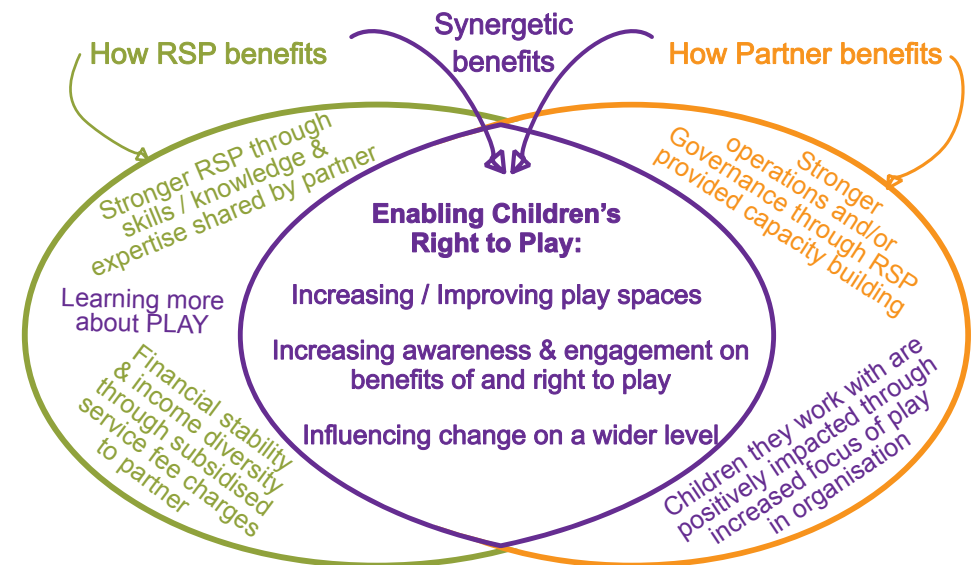 How RSP benefits
Synergetic
benefits
How Partner benefits
Stronger RSP through
skills / knowledge &
expertise shared by partner
Learning more
about PLAY
Financial stability
& income diversity
through subsidised
service fee charges
to partner
Enabling Children’s
Right to Play:
Increasing / Improving play spaces
Increasing awareness & engagement on
benefits of and right to play
Influencing change on a wider level
Stronger
operations and/or
Governance through RSP
provided capacity building
Children they work with are
positively impacted through
increased focus of play
in organisation